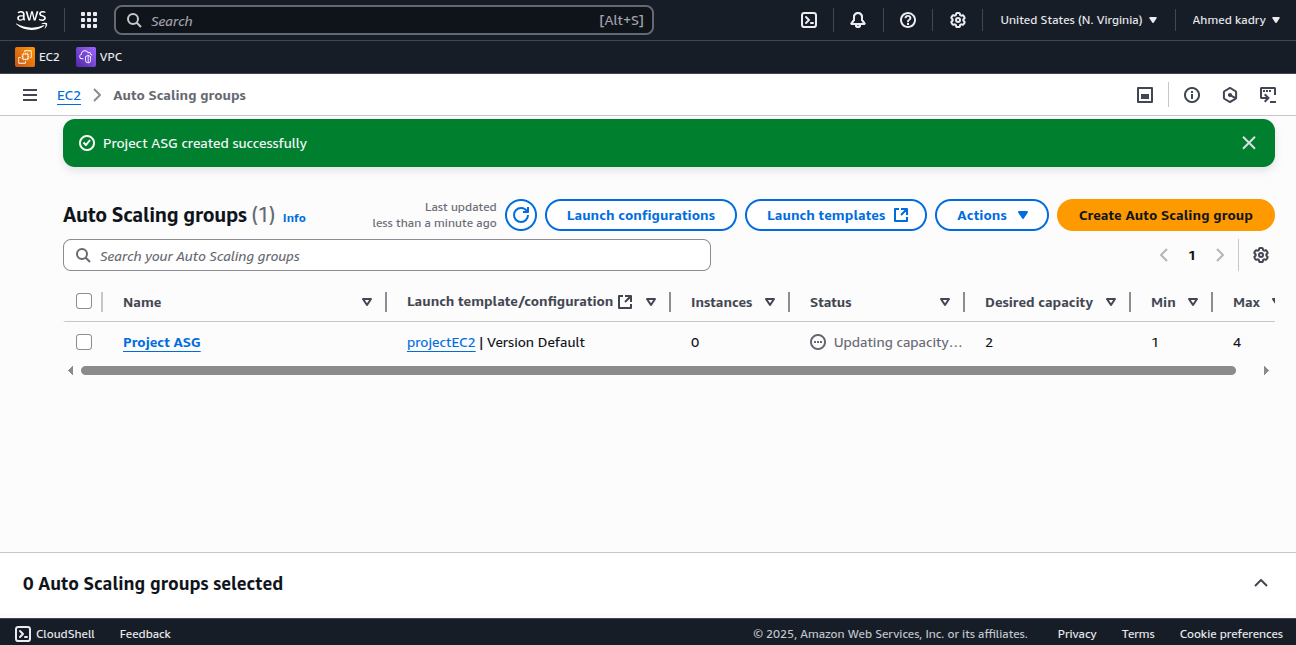 aws Search [Alt+S] United States (N. Virginia) Ahmed kadry
EC2 VPC
EC2 Auto Scaling groups
Project ASG created successfully
Auto Scaling groups (1) Info
Last updated
less than a minute ago
Launch configurations Launch templates Actions Create Auto Scaling group
Search your Auto Scaling groups 1
Name Launch template/configuration Instances Status Desired capacity Min Max
Project ASG projectEC2 | Version Default 0 Updating capacity... 2 1 4
0 Auto Scaling groups selected
CloudShell Feedback © 2025, Amazon Web Services, Inc. or its affiliates. Privacy Terms Cookie preferences